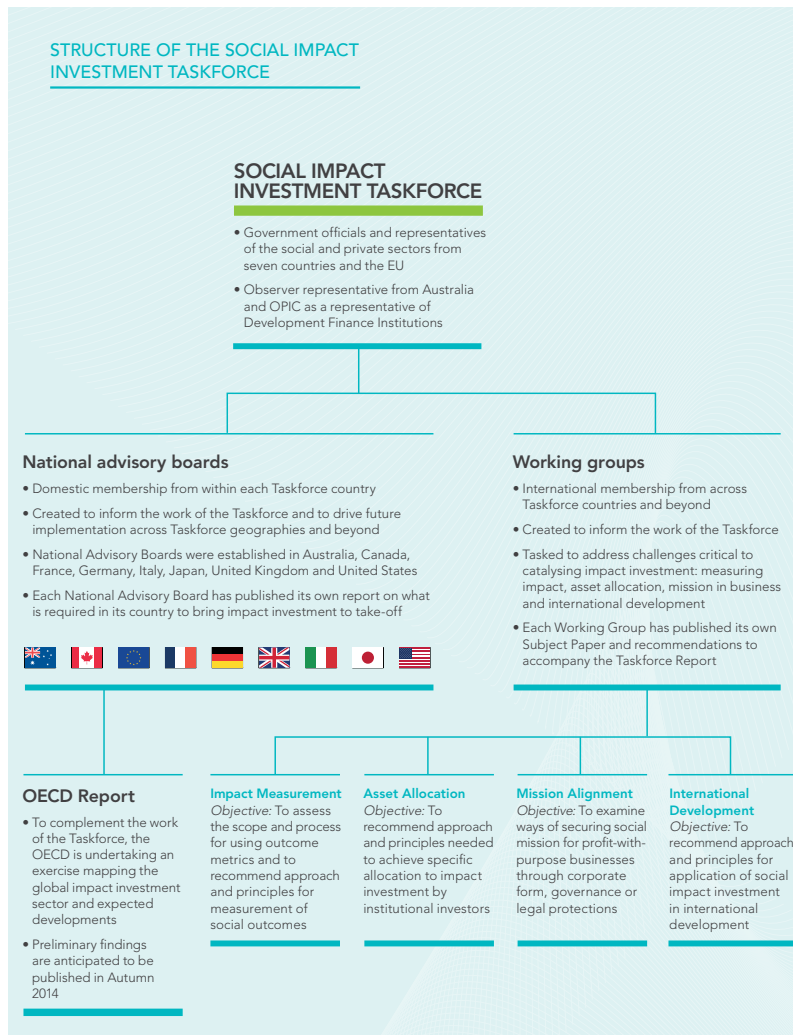 STRUCTURE OF THE SOCIAL IMPACT
INVESTMENT TASKFORCE
SOCIAL IMPACT
INVESTMENT TASKFORCE
• Government officials and representatives
of the social and private sectors from
seven countries and the EU
• Observer representative from Australia
and OPIC as a representative of
Development Finance Institutions
National advisory boards
• Domestic membership from within each Taskforce country
• Created to inform the work of the Taskforce and to drive future
implementation across Taskforce geographies and beyond
• National Advisory Boards were established in Australia, Canada,
France, Germany, Italy, Japan, United Kingdom and United States
• Each National Advisory Board has published its own report on what
is required in its country to bring impact investment to take-off
Working groups
• International membership from across
Taskforce countries and beyond
• Created to inform the work of the Taskforce
• Tasked to address challenges critical to
catalysing impact investment: measuring
impact, asset allocation, mission in business
and international development
• Each Working Group has published its own
Subject Paper and recommendations to
accompany the Taskforce Report
OECD Report
• To complement the work
of the Taskforce, the
OECD is undertaking an
exercise mapping the
global impact investment
sector and expected
developments
• Preliminary findings
are anticipated to be
published in Autumn
2014
Impact Measurement
Objective: To assess
the scope and process
for using outcome
metrics and to
recommend approach
and principles for
measurement of
social outcomes
Asset Allocation
Objective: To
recommend approach
and principles needed
to achieve specific
allocation to impact
investment by
institutional investors
Mission Alignment
Objective: To examine
ways of securing social
mission for profit-with-
purpose businesses
through corporate
form, governance or
legal protections
International
Development
Objective: To
recommend approach
and principles for
application of social
impact investment
in international
development